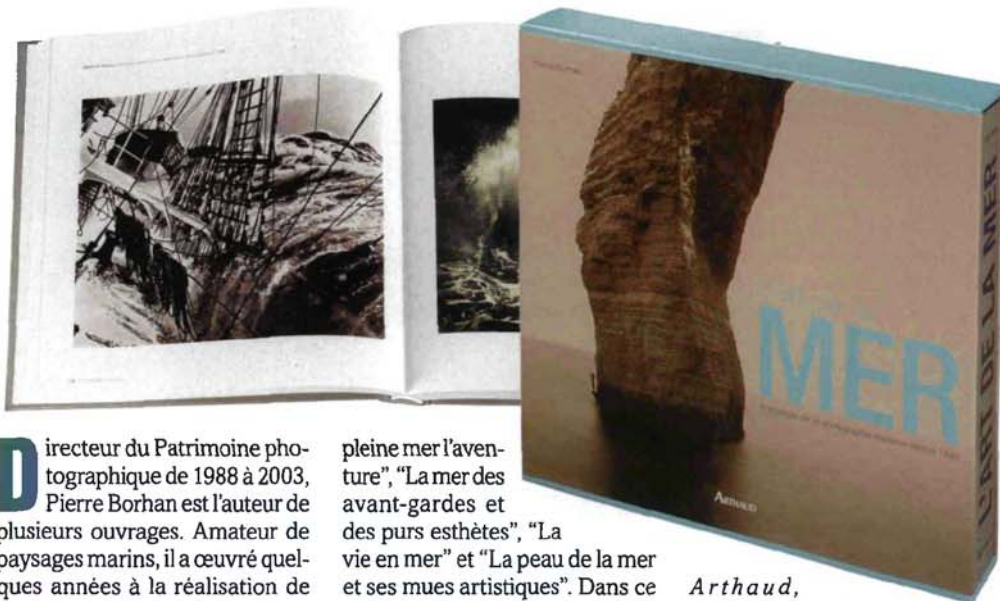 MER
ARTHAUD
L'ART DE LA MER
Directeur du Patrimoine pho-
tographique de 1988 à 2003,
Pierre Borhan est l'auteur de
plusieurs ouvrages. Amateur de
paysages marins, il a œuvré quel-
ques années à la réalisation de
pleine mer l'aven-
ture", "La mer des
avant-gardes et
des purs esthètes", "La
vie en mer" et "La peau de la mer
et ses mues artistiques". Dans ce
Arthaud,